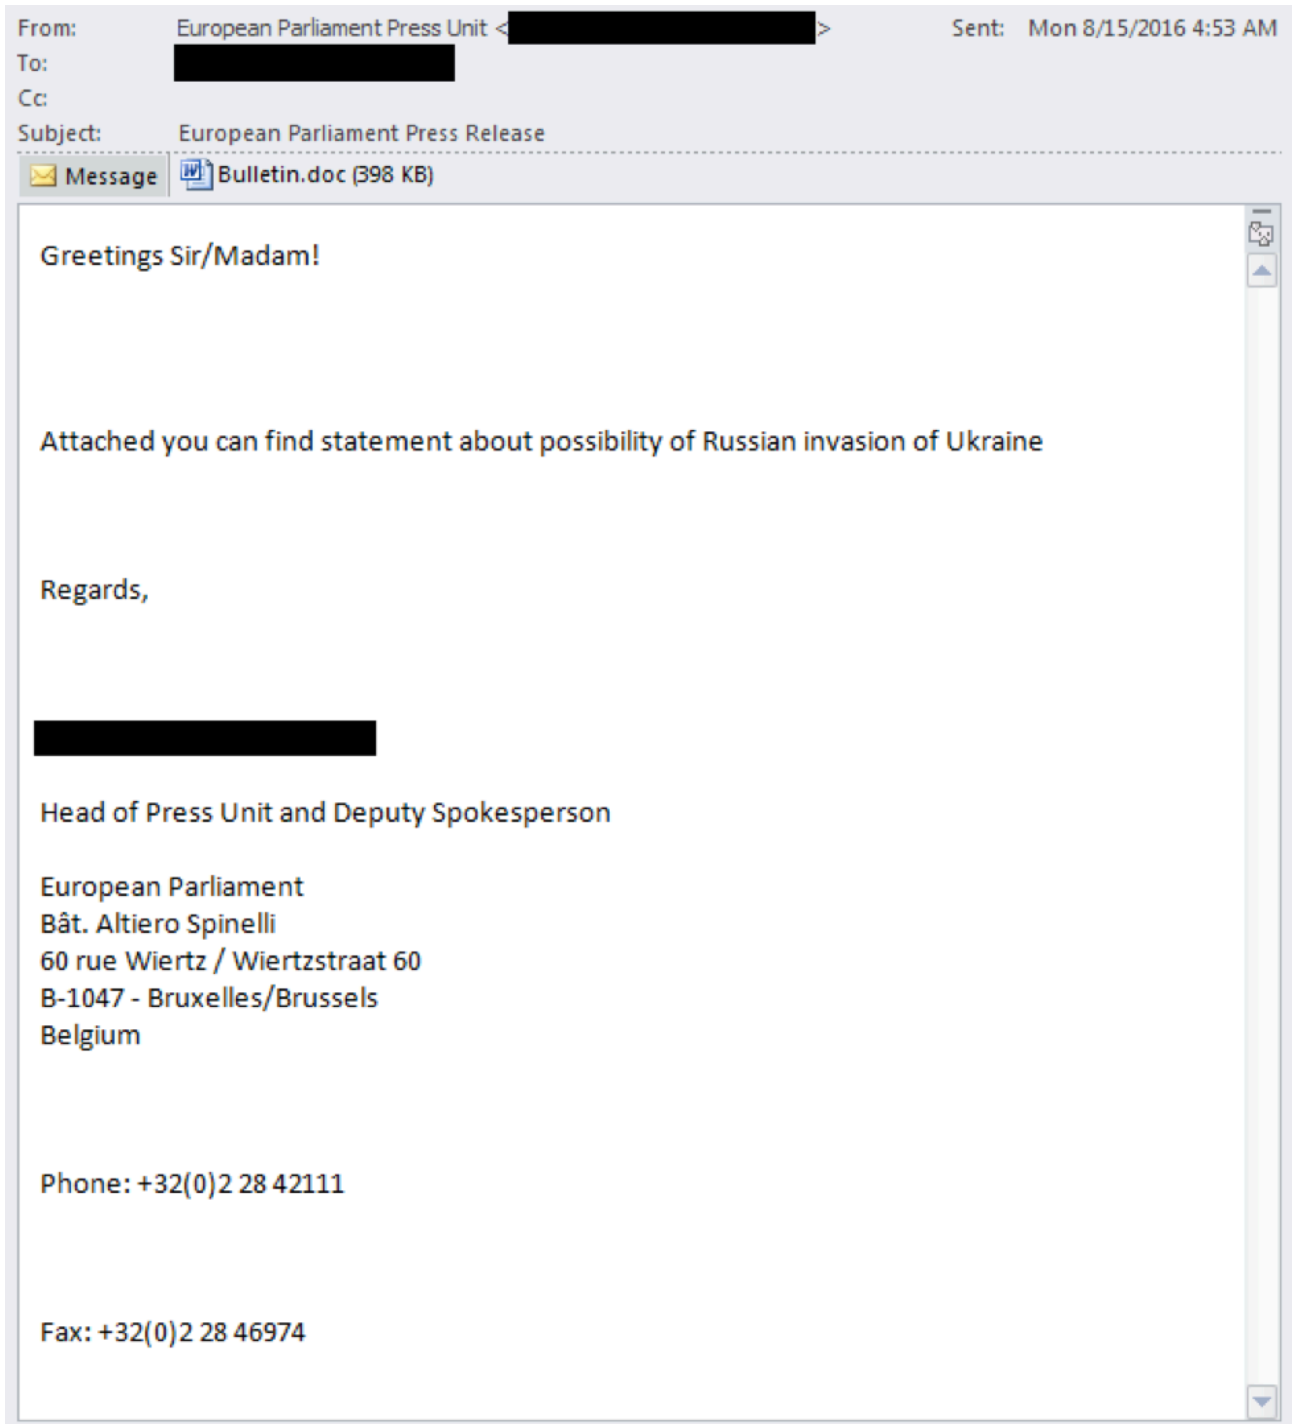 From: European Parliament Press Unit < > Sent: Mon 8/15/2016 4:53 AM
To:
Cc:
Subject: European Parliament Press Release
Message Bulletin.doc (398 KB)
Greetings Sir/Madam!
Attached you can find statement about possibility of Russian invasion of Ukraine
Regards,
Head of Press Unit and Deputy Spokesperson
European Parliament
Bât. Altiero Spinelli
60 rue Wiertz / Wiertzstraat 60
B-1047 - Bruxelles/Brussels
Belgium
Phone: +32(0)2 28 42111
Fax: +32(0)2 28 46974